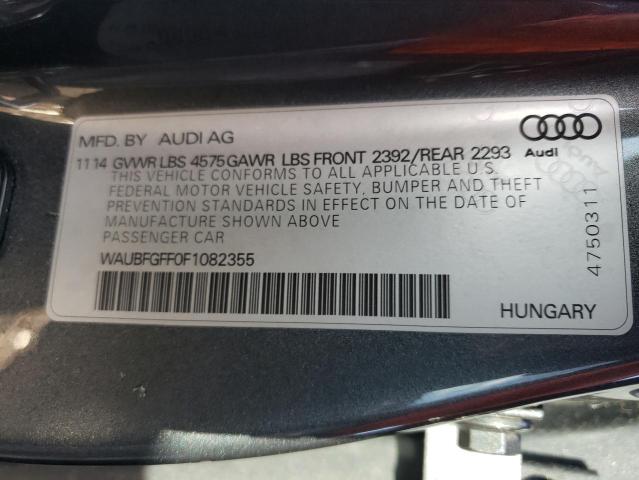 MFD. BY AUDI AG
1114 GVWR LBS 4575 GAWR LBS FRONT 2392/REAR 2293
THIS VEHICLE CONFORMS TO ALL APPLICABLE U.S.
FEDERAL MOTOR VEHICLE SAFETY, BUMPER AND THEFT
PREVENTION STANDARDS IN EFFECT ON THE DATE OF
MANUFACTURE SHOWN ABOVE
PASSENGER CAR
WAUBFGFF0F1082355
Audi
4750311
HUNGARY